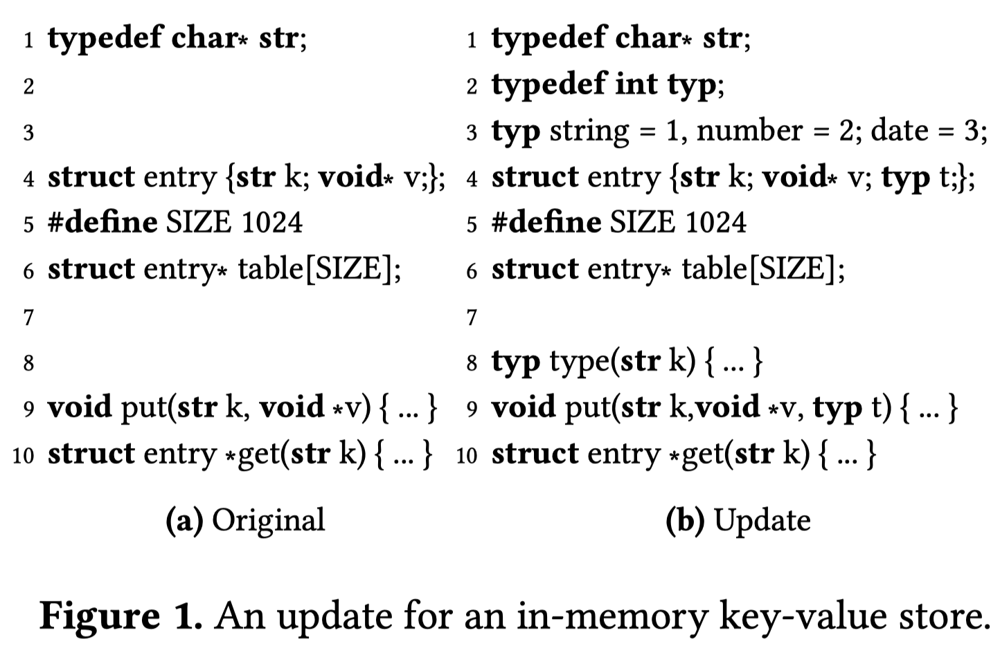 1 typedef char* str;
2
3
4 struct entry {str k; void* v;};
5 #define SIZE 1024
6 struct entry* table[SIZE];
7
8
9 void put(str k, void *v) { ... }
10 struct entry *get(str k) { ... }
(a) Original
1 typedef char* str;
2 typedef int typ;
3 typ string = 1, number = 2; date = 3;
4 struct entry {str k; void* v; typ t;};
5 #define SIZE 1024
6 struct entry* table[SIZE];
7
8 typ type(str k) { ... }
9 void put(str k,void *v, typ t) { ... }
10 struct entry *get(str k) { ... }
(b) Update
Figure 1. An update for an in-memory key-value store.